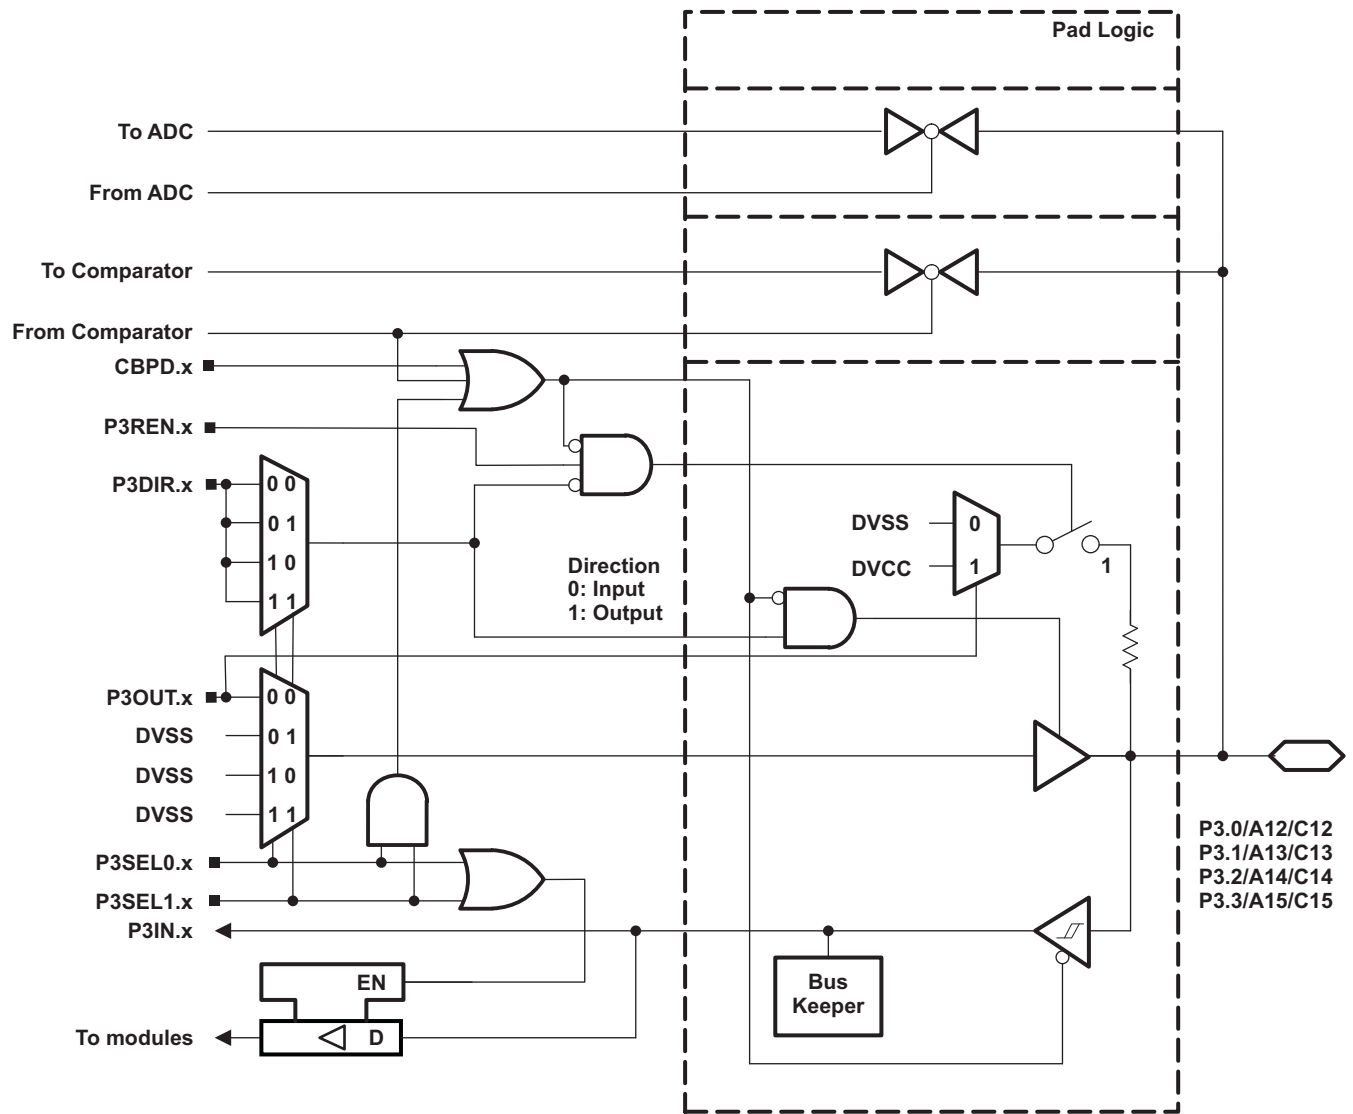 Pad Logic
To ADC
From ADC
To Comparator
From Comparator
CBPD.x
P3REN.x
P3DIR.x
0 0
0 1
1 0
1 1
Direction
0: Input
1: Output
DVSS
DVCC
0
1
1
P3OUT.x
DVSS
DVSS
DVSS
0 0
0 1
1 0
1 1
P3SEL0.x
P3SEL1.x
P3IN.x
P3.0/A12/C12
P3.1/A13/C13
P3.2/A14/C14
P3.3/A15/C15
Bus
Keeper
EN
D
To modules